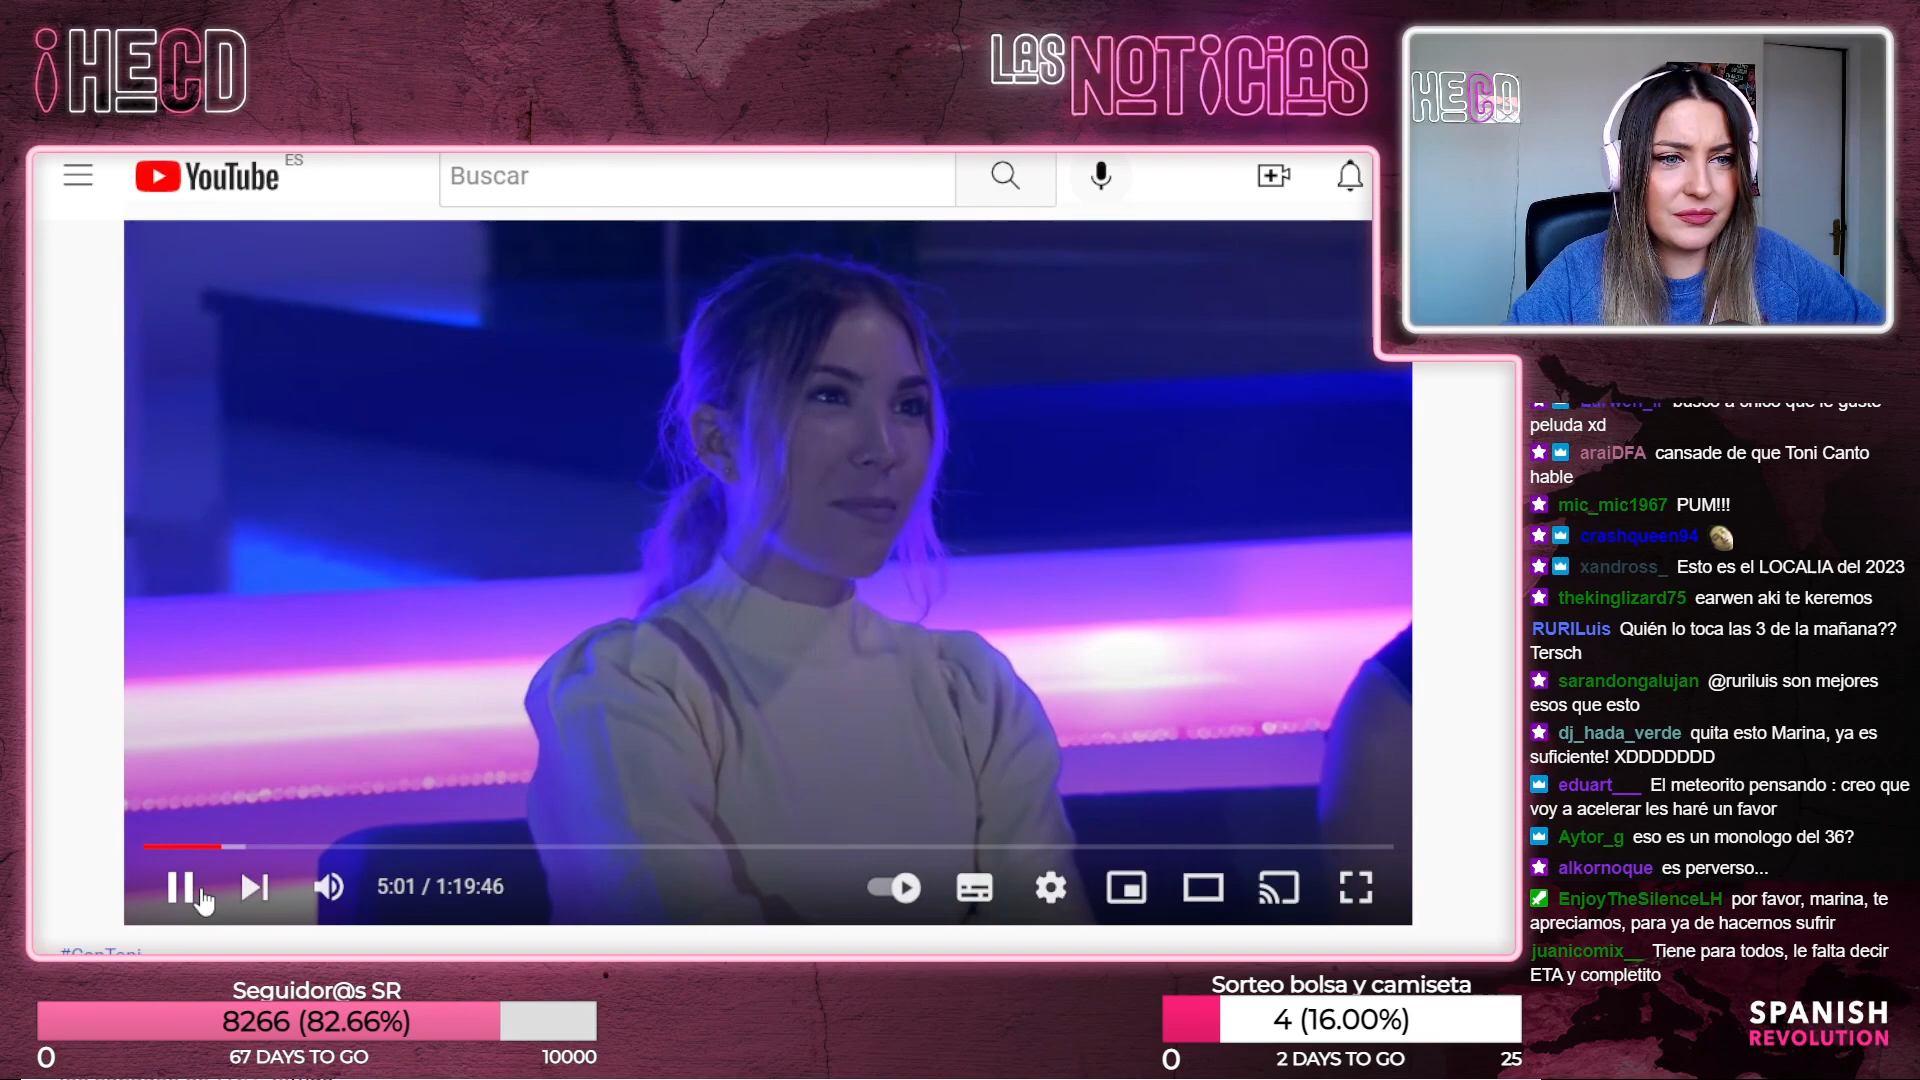 ¡HECD
LAS NOTICIAS
HECD
YouTube ES
Buscar
5:01 / 1:19:46
peluda xd
araiDFA cansade de que Toni Canto
hable
mic_mic1967 PUM!!!
crashqueen94
xandross_ Esto es el LOCALIA del 2023
thekinglizard75 earwen aki te keremos
RURILuis Quién lo toca las 3 de la mañana??
Tersch
sarandongalujan @ruriluis son mejores
esos que esto
dj_hada_verde quita esto Marina, ya es
suficiente! XDDDDDDD
eduart___ El meteorito pensando : creo que
voy a acelerar les haré un favor
Aytor_g eso es un monologo del 36?
alkornoque es perverso...
EnjoyTheSilenceLH por favor, marina, te
apreciamos, para ya de hacernos sufrir
juanicomix__ Tiene para todos, le falta decir
ETA y completito
Seguidor@s SR
8266 (82.66%)
0 67 DAYS TO GO 10000
Sorteo bolsa y camiseta
4 (16.00%)
0 2 DAYS TO GO 25
SPANISH
REVOLUTION